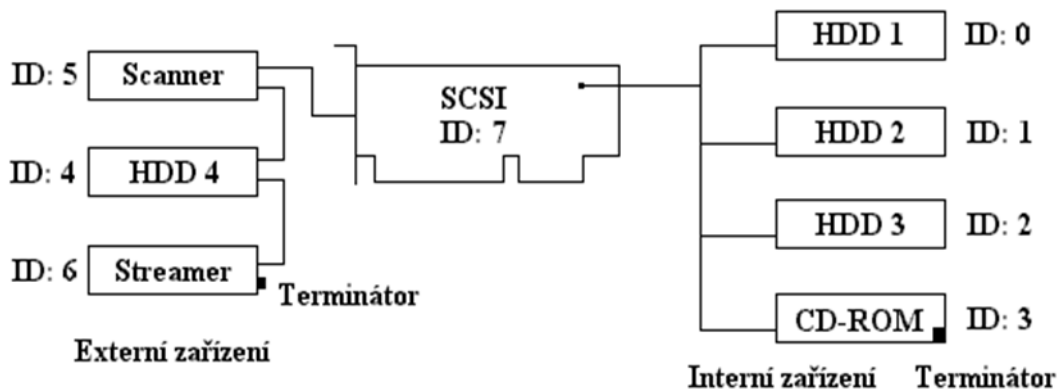 ID: 5
Scanner
ID: 4
HDD 4
ID: 6
Streamer
Terminátor
Externí zařízení
SCSI
ID: 7
HDD 1
ID: 0
HDD 2
ID: 1
HDD 3
ID: 2
CD-ROM
ID: 3
Interní zařízení
Terminátor